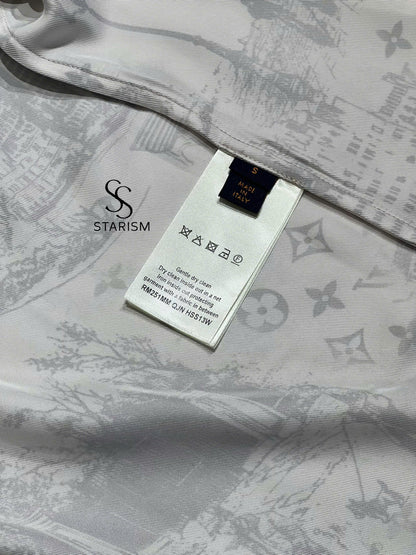 S
MADE
IN
ITALY
SS
STARISM
Gentle dry clean
Dry clean inside out in a net
Iron inside out protecting
garment with a fabric in between
RM251MM QJN HSS13W